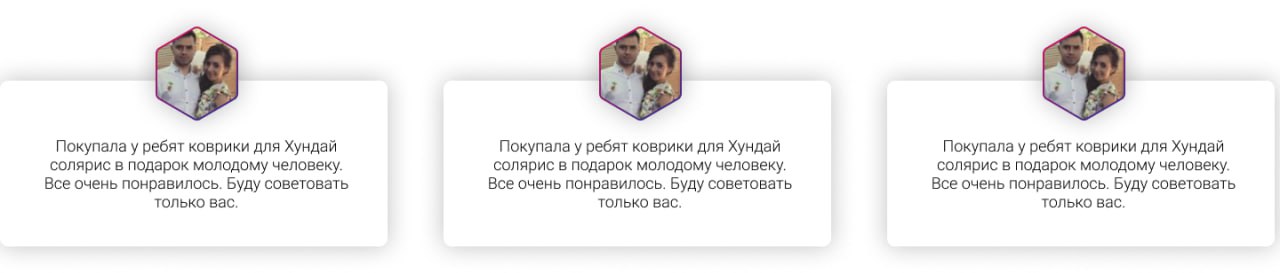 Покупала у ребят коврики для Хундай
солярис в подарок молодому человеку.
Все очень понравилось. Буду советовать
только вас.
Покупала у ребят коврики для Хундай
солярис в подарок молодому человеку.
Все очень понравилось. Буду советовать
только вас.
Покупала у ребят коврики для Хундай
солярис в подарок молодому человеку.
Все очень понравилось. Буду советовать
только вас.